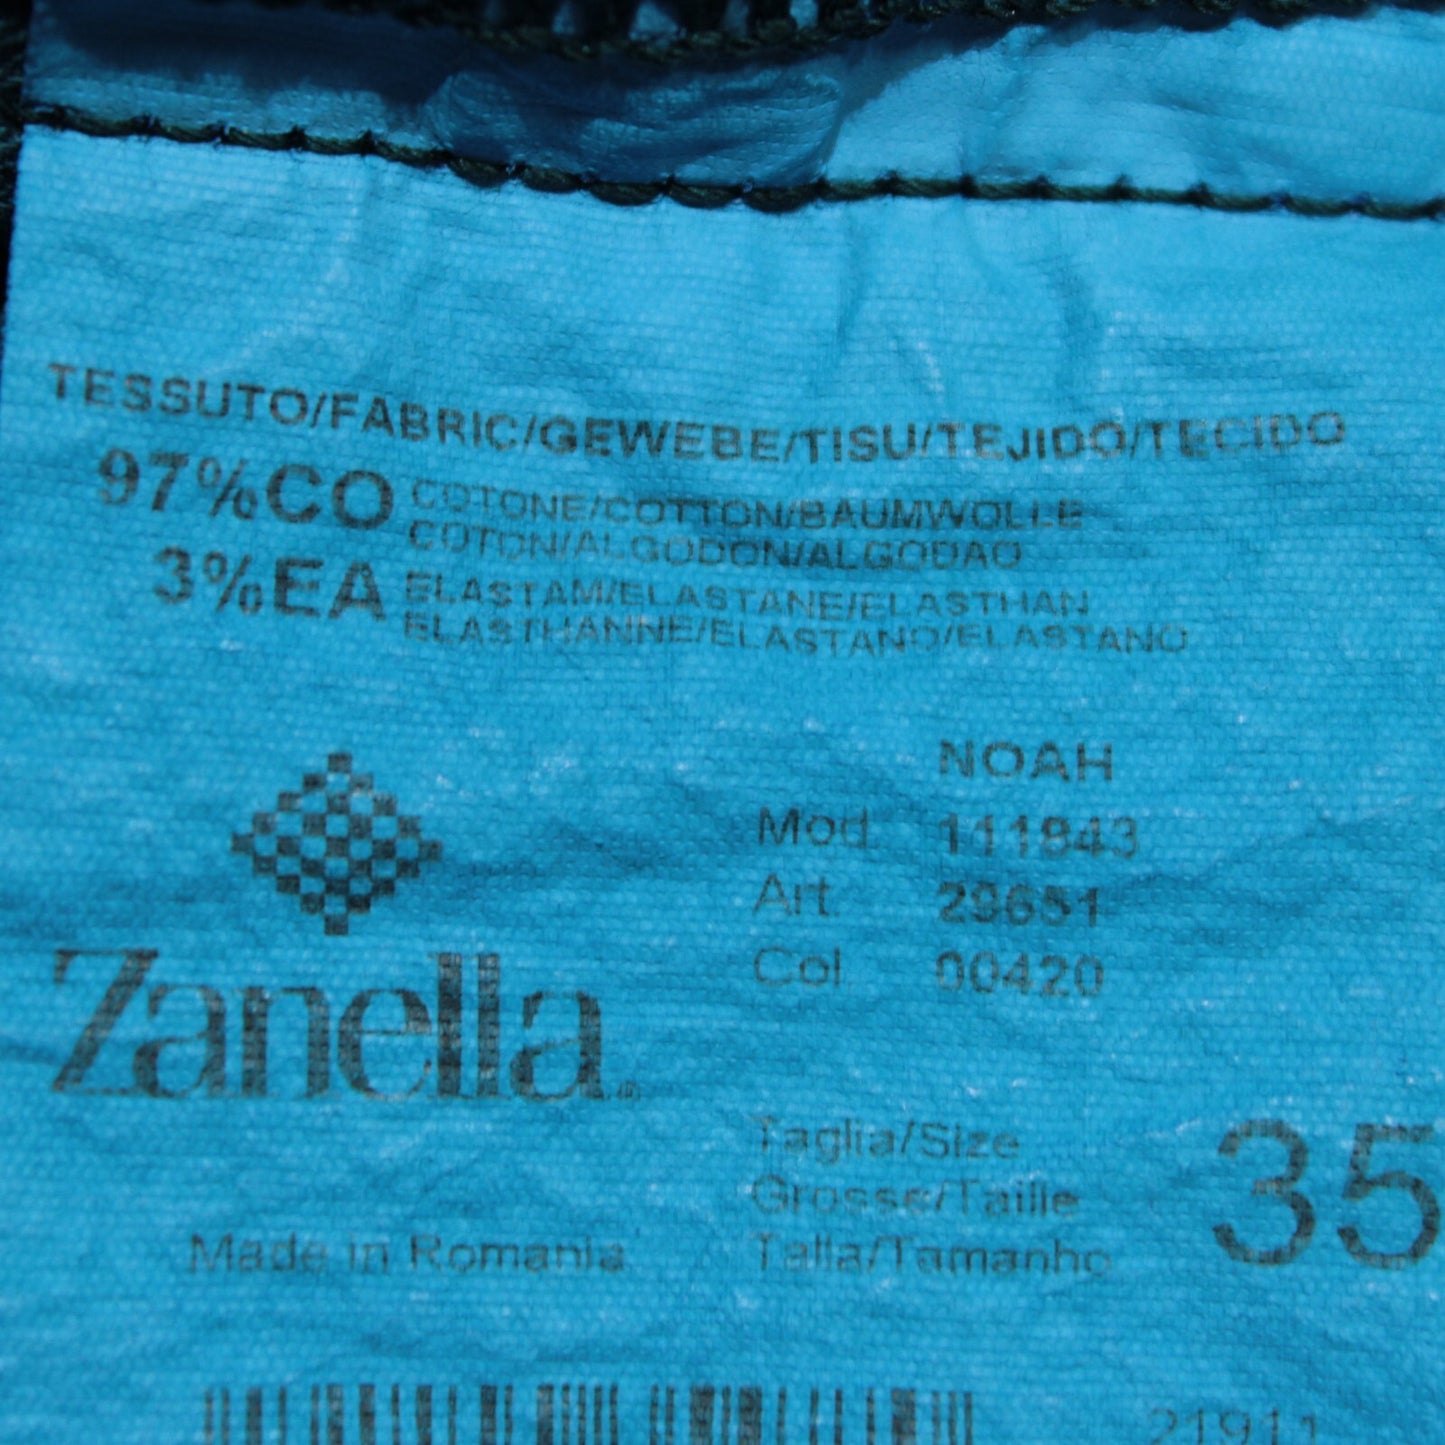 TESSUTO/FABRIC/GEWEBE/TISU/TEJIDO/TECIDO
97%CO COTONE/COTTON/BAUMWOLLE
COTON/ALGODON/ALGODAO
3%EA ELASTAM/ELASTANE/ELASTHAN
ELASTHANNE/ELASTANO/ELASTANO
NOAH
Mod. 111843
Art. 29651
Col. 00420
Zanella
Taglia/Size
Grosse/Taille
Talla/Tamanho
35
Made in Romania
21911